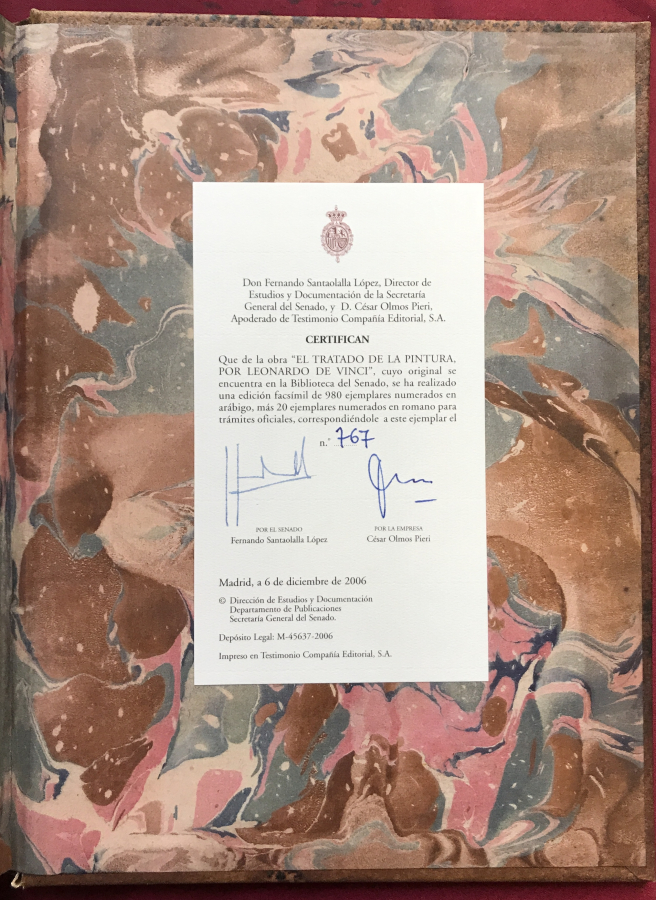 Don Fernando Santaolalla López, Director de
Estudios y Documentación de la Secretaría
General del Senado, y D. César Olmos Pieri,
Apoderado de Testimonio Compañía Editorial, S.A.
CERTIFICAN
Que de la obra "EL TRATADO DE LA PINTURA,
POR LEONARDO DE VINCI", cuyo original se
encuentra en la Biblioteca del Senado, se ha realizado
una edición facsímil de 980 ejemplares numerados en
arábigo, más 20 ejemplares numerados en romano para
trámites oficiales, correspondiéndole a este ejemplar el
n.º 767
POR EL SENADO
Fernando Santaolalla López
POR LA EMPRESA
César Olmos Pieri
Madrid, a 6 de diciembre de 2006
© Dirección de Estudios y Documentación
Departamento de Publicaciones
Secretaría General del Senado.
Depósito Legal: M-45637-2006
Impreso en Testimonio Compañía Editorial, S.A.